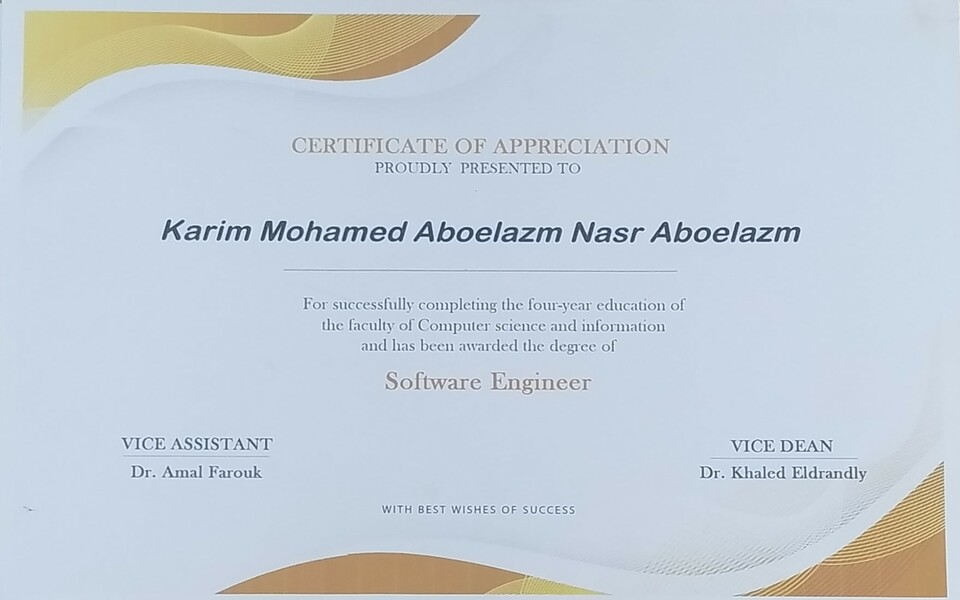 CERTIFICATE OF APPRECIATION
PROUDLY PRESENTED TO
Karim Mohamed Aboelazm Nasr Aboelazm
For successfully completing the four-year education of
the faculty of Computer science and information
and has been awarded the degree of
Software Engineer
VICE ASSISTANT
Dr. Amal Farouk
VICE DEAN
Dr. Khaled Eldrandly
WITH BEST WISHES OF SUCCESS